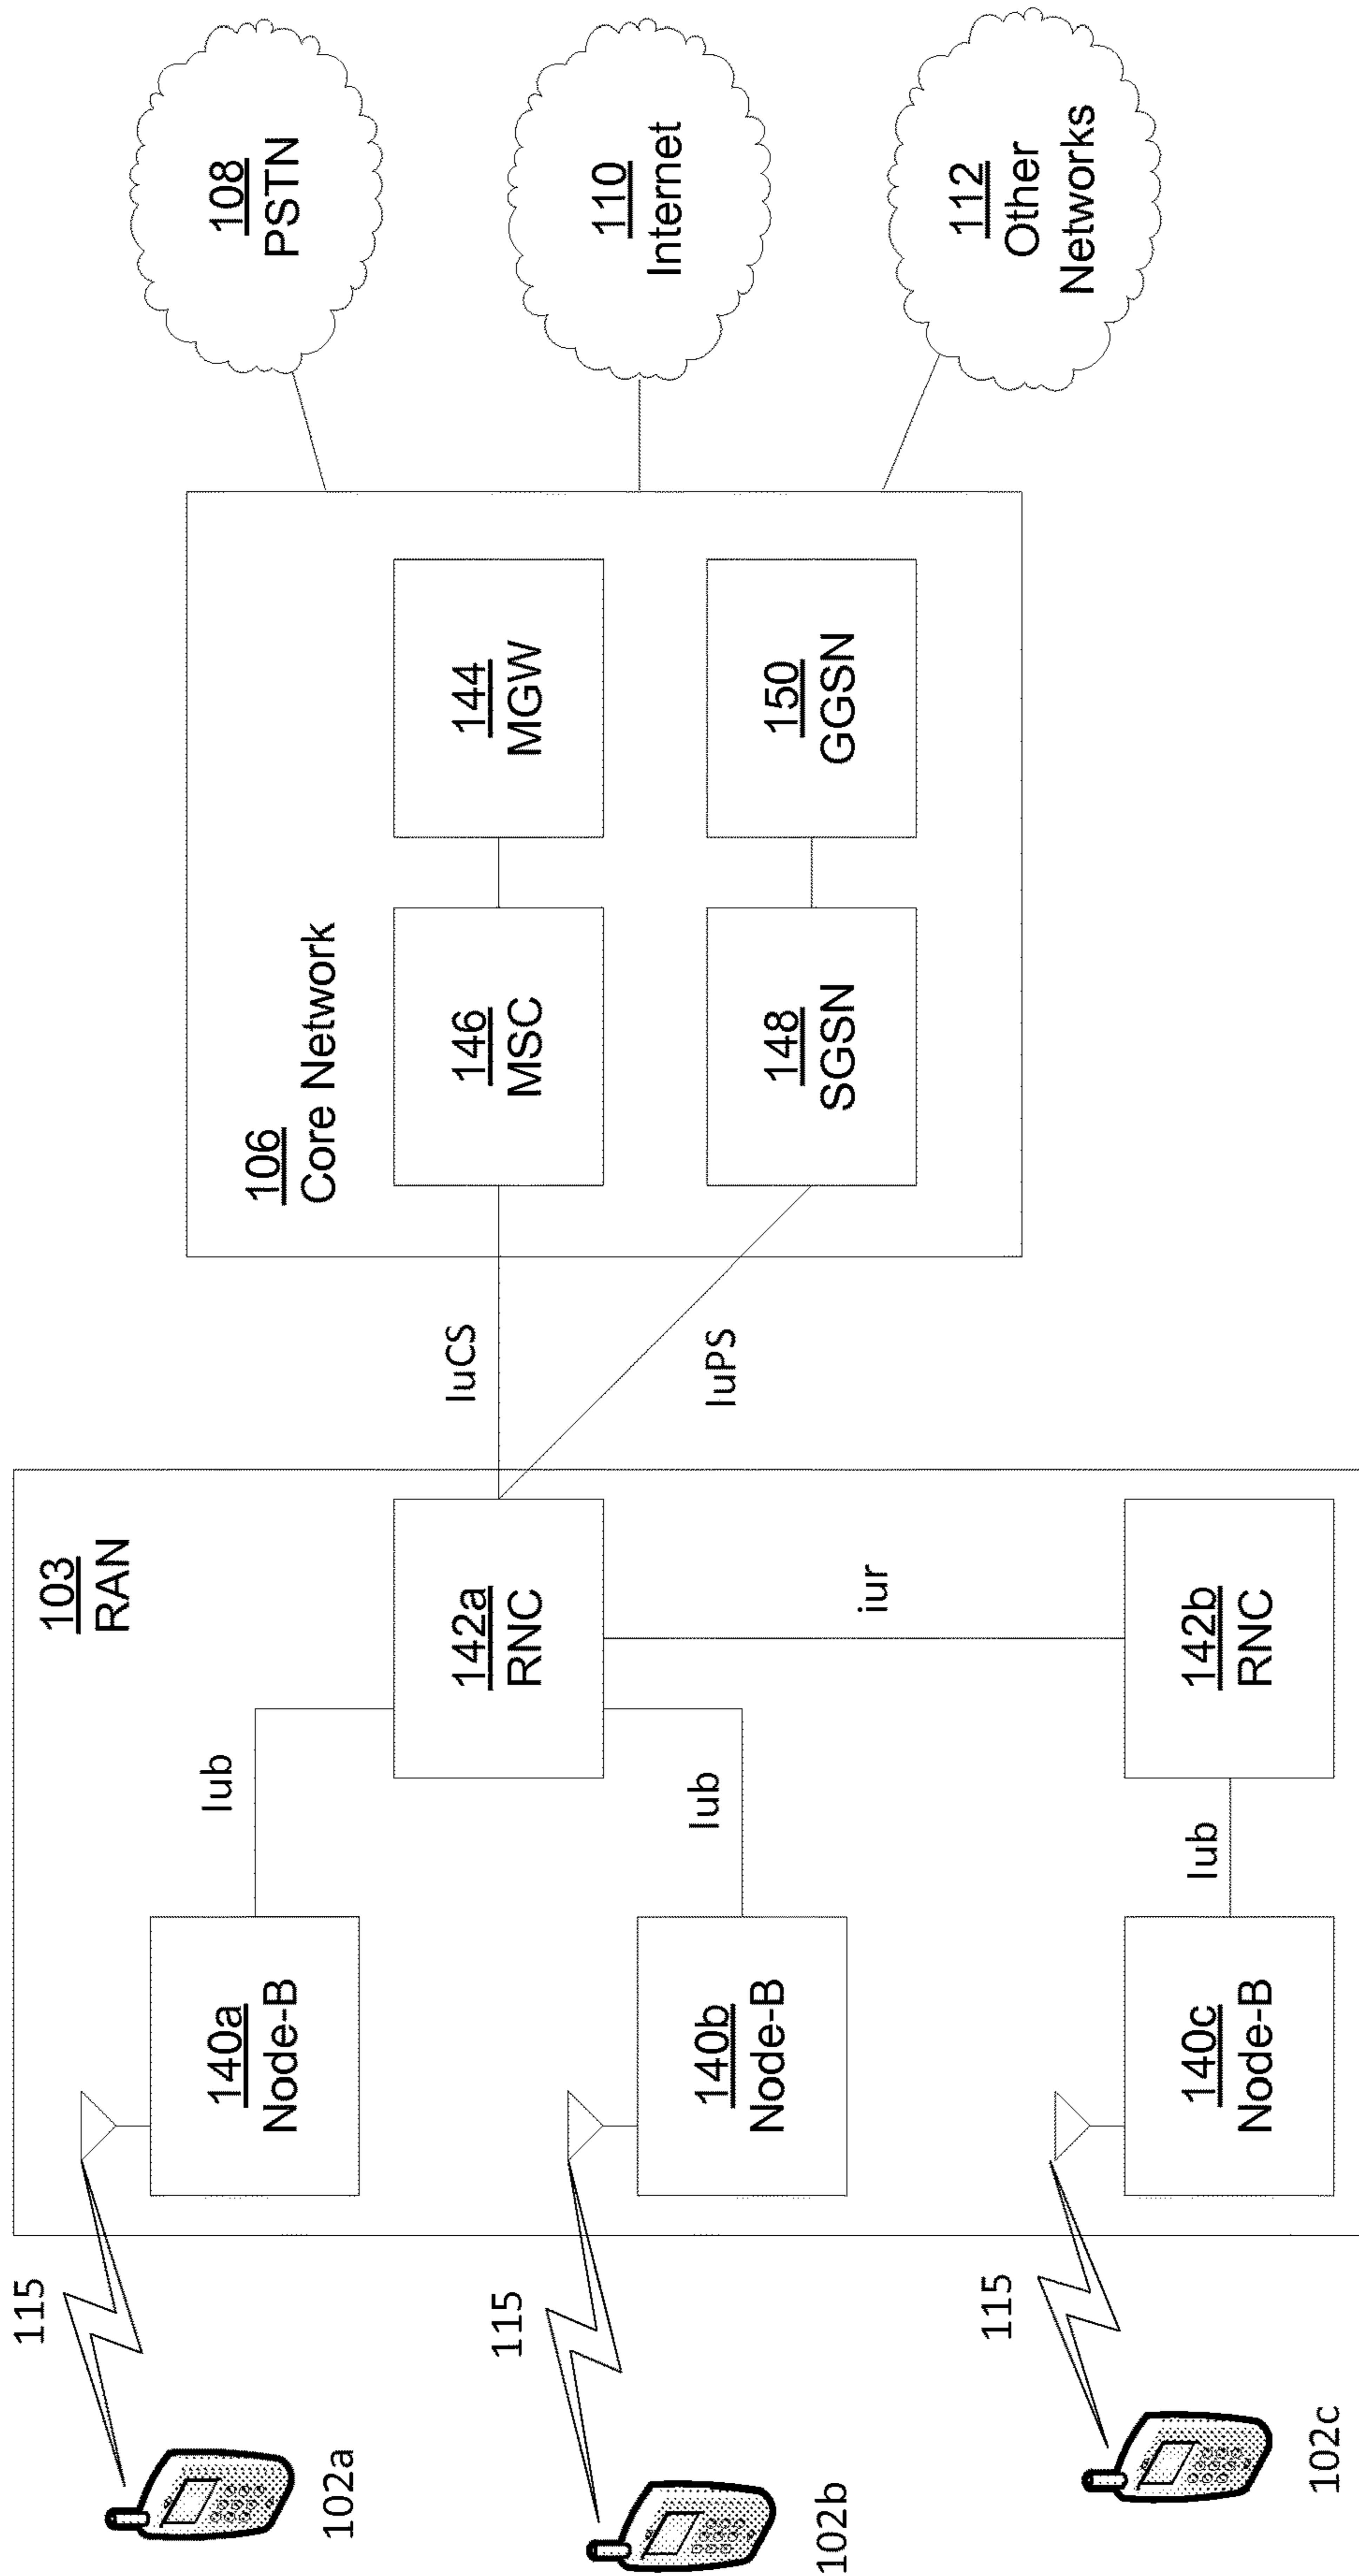 115
102a
140a
Node-B
Iub
103
RAN
142a
RNC
IuCS
106
Core Network
146
MSC
144
MGW
108
PSTN
115
102b
140b
Node-B
Iub
iur
IuPS
148
SGSN
150
GGSN
110
Internet
115
102c
140c
Node-B
Iub
142b
RNC
112
Other
Networks